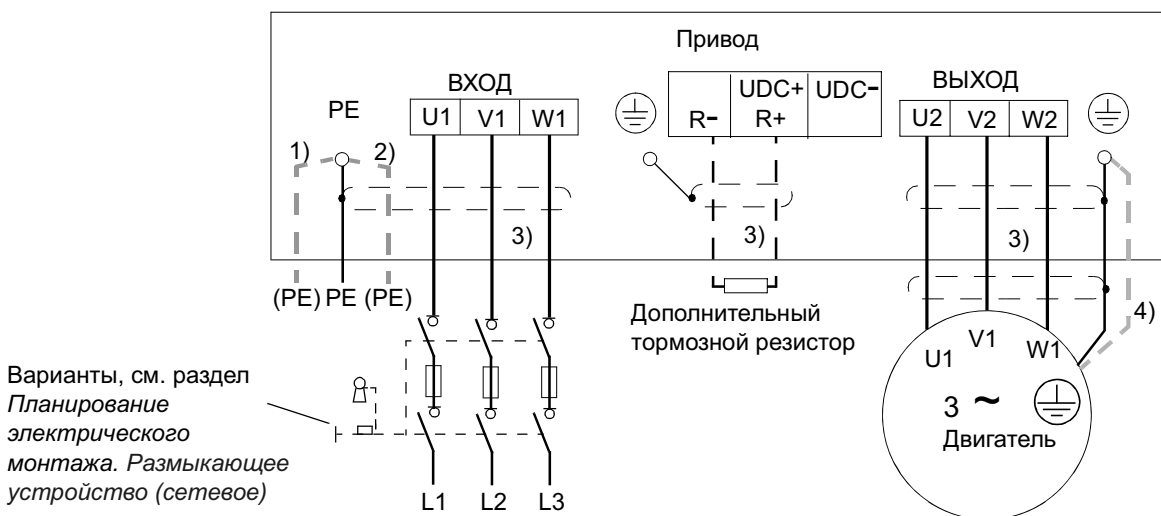 Привод
ВХОД
ВЫХОД
PE
U1 V1 W1
R-
UDC+
R+
UDC-
U2 V2 W2
1)
2)
3)
3)
3)
4)
(PE) PE (PE)
Дополнительный
тормозной резистор
U1
V1
W1
3 ~
Двигатель
Варианты, см. раздел
Планирование
электрического
монтажа. Размыкающее
устройство (сетевое)
L1 L2 L3